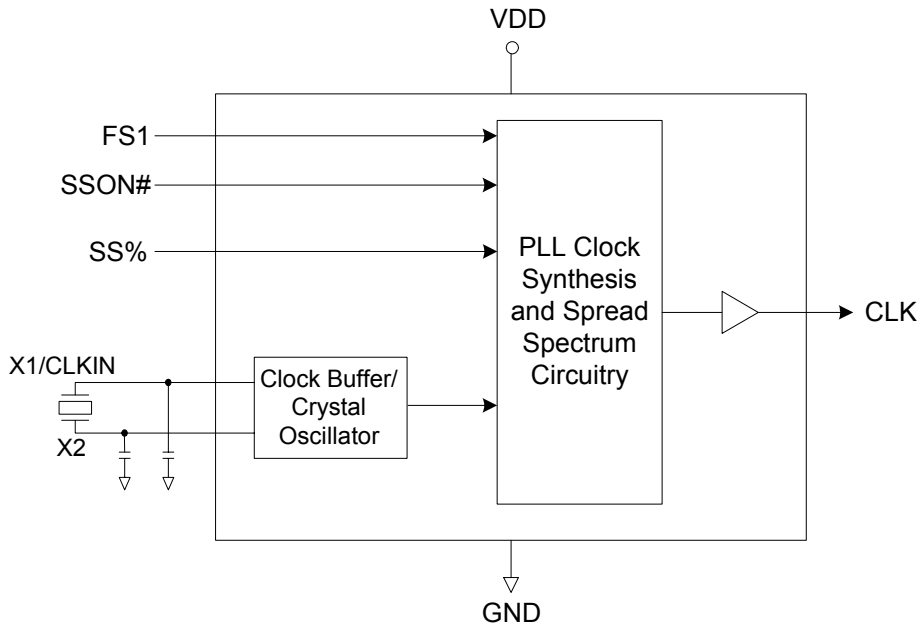 VDD
FS1
SSON#
SS%
PLL Clock
Synthesis
and Spread
Spectrum
Circuitry
CLK
X1/CLKIN
X2
Clock Buffer/
Crystal
Oscillator
GND